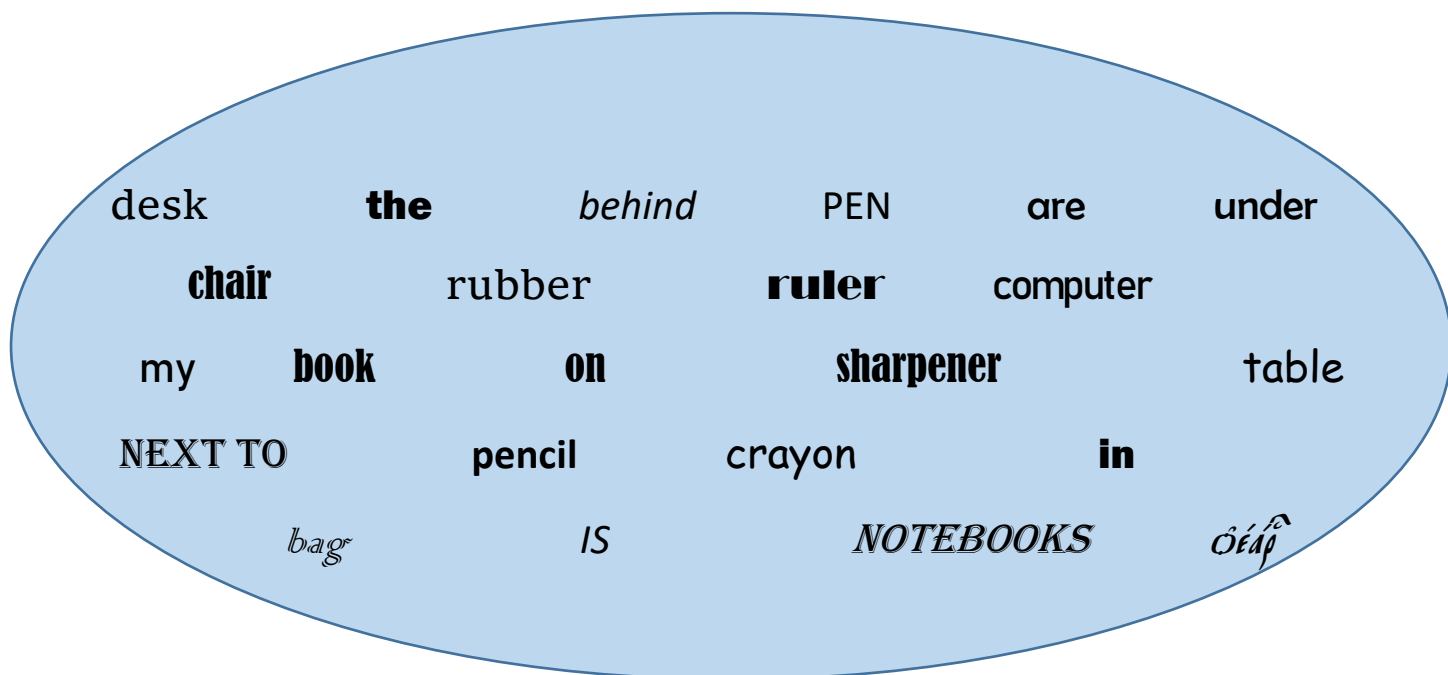 desk the behind PEN are under
chair rubber ruler computer
my book on sharpener table
NEXT TO pencil crayon in
bag IS NOTEBOOKS